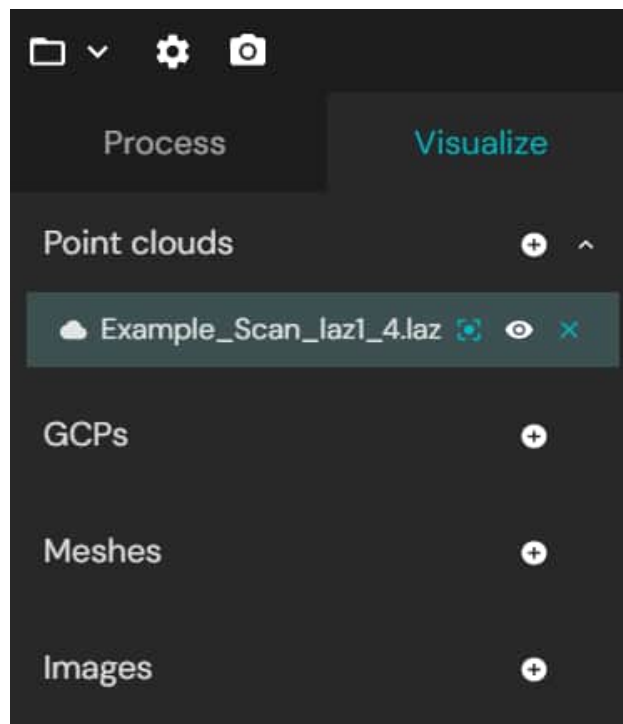 Process Visualize
Point clouds
Example_Scan_laz1_4.laz
GCPs
Meshes
Images